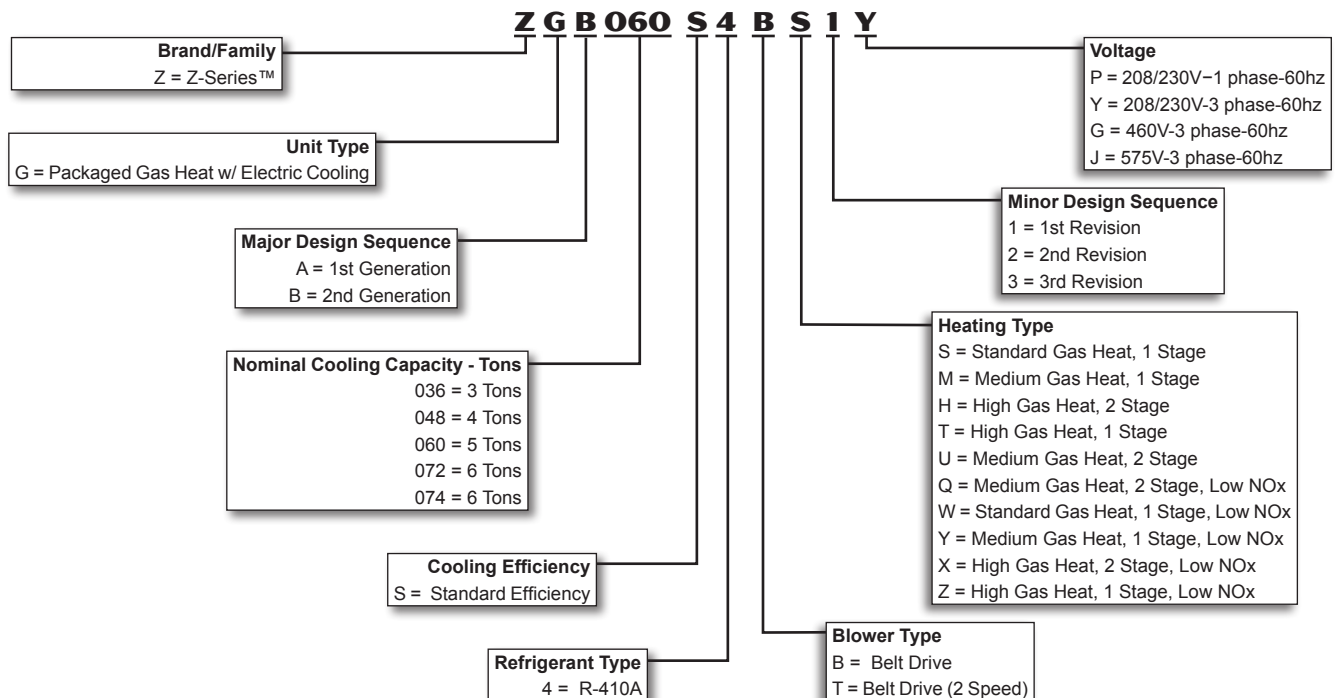 Z G B 060 S 4 B S 1 Y
Brand/Family
Z = Z-Series™
Unit Type
G = Packaged Gas Heat w/ Electric Cooling
Major Design Sequence
A = 1st Generation
B = 2nd Generation
Nominal Cooling Capacity - Tons
036 = 3 Tons
048 = 4 Tons
060 = 5 Tons
072 = 6 Tons
074 = 6 Tons
Cooling Efficiency
S = Standard Efficiency
Refrigerant Type
4 = R-410A
Voltage
P = 208/230V−1 phase-60hz
Y = 208/230V-3 phase-60hz
G = 460V-3 phase-60hz
J = 575V-3 phase-60hz
Minor Design Sequence
1 = 1st Revision
2 = 2nd Revision
3 = 3rd Revision
Heating Type
S = Standard Gas Heat, 1 Stage
M = Medium Gas Heat, 1 Stage
H = High Gas Heat, 2 Stage
T = High Gas Heat, 1 Stage
U = Medium Gas Heat, 2 Stage
Q = Medium Gas Heat, 2 Stage, Low NOx
W = Standard Gas Heat, 1 Stage, Low NOx
Y = Medium Gas Heat, 1 Stage, Low NOx
X = High Gas Heat, 2 Stage, Low NOx
Z = High Gas Heat, 1 Stage, Low NOx
Blower Type
B = Belt Drive
T = Belt Drive (2 Speed)